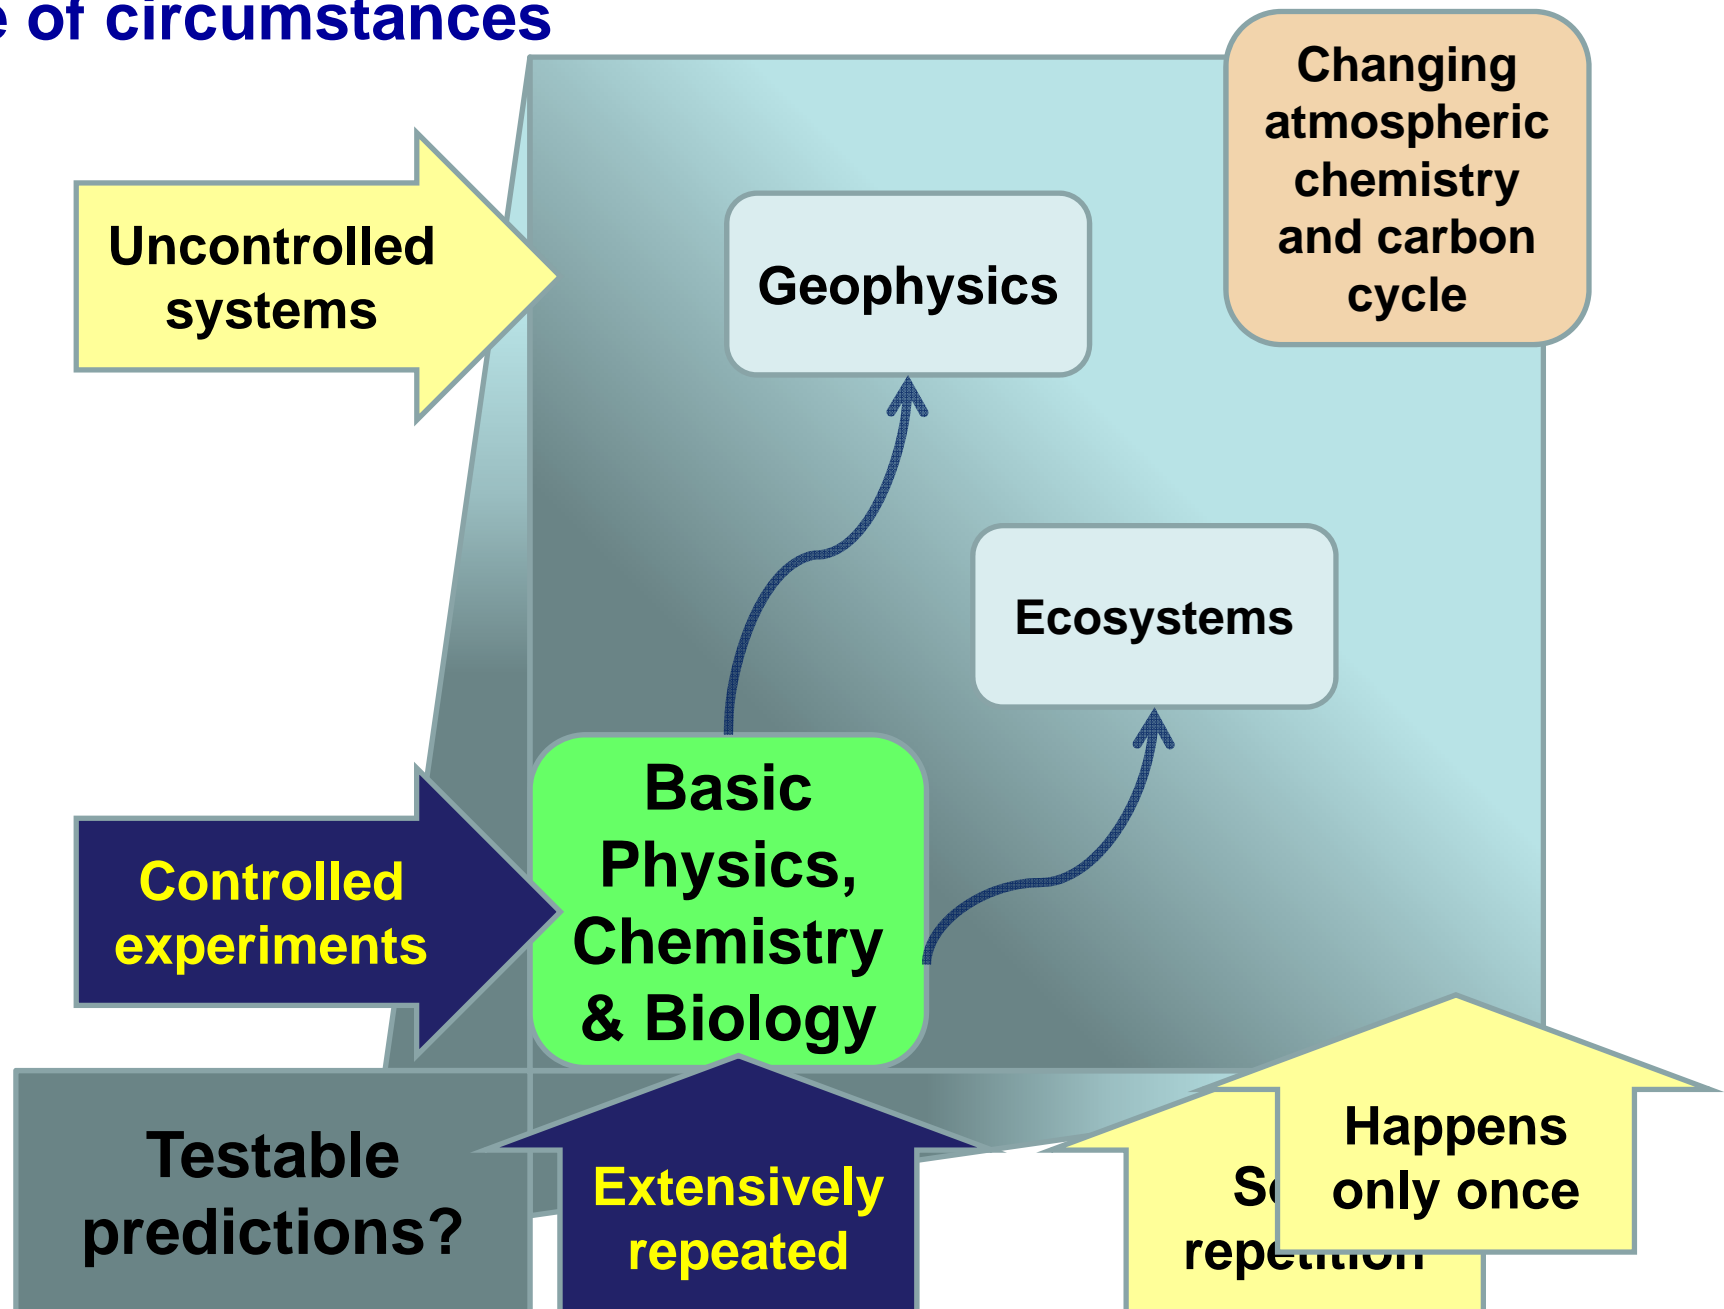 of circumstances
Changing
atmospheric
chemistry
and carbon
cycle
Uncontrolled
systems
Geophysics
Ecosystems
Basic
Physics,
Chemistry
& Biology
Controlled
experiments
Testable
predictions?
Extensively
repeated
Happens
only once
repetition